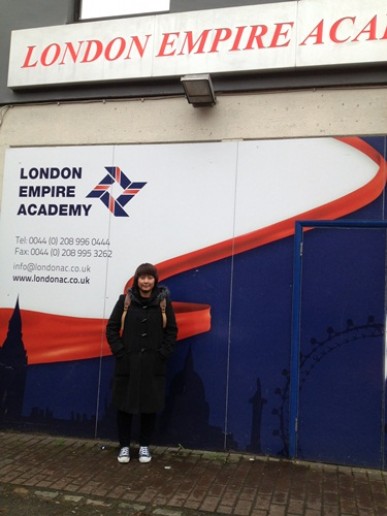 LONDON EMPIRE ACA
LONDON
EMPIRE
ACADEMY
Tel: 0044 (0) 208 996 0444
Fax: 0044 (0) 208 995 3262
info@londonac.co.uk
www.londonac.co.uk